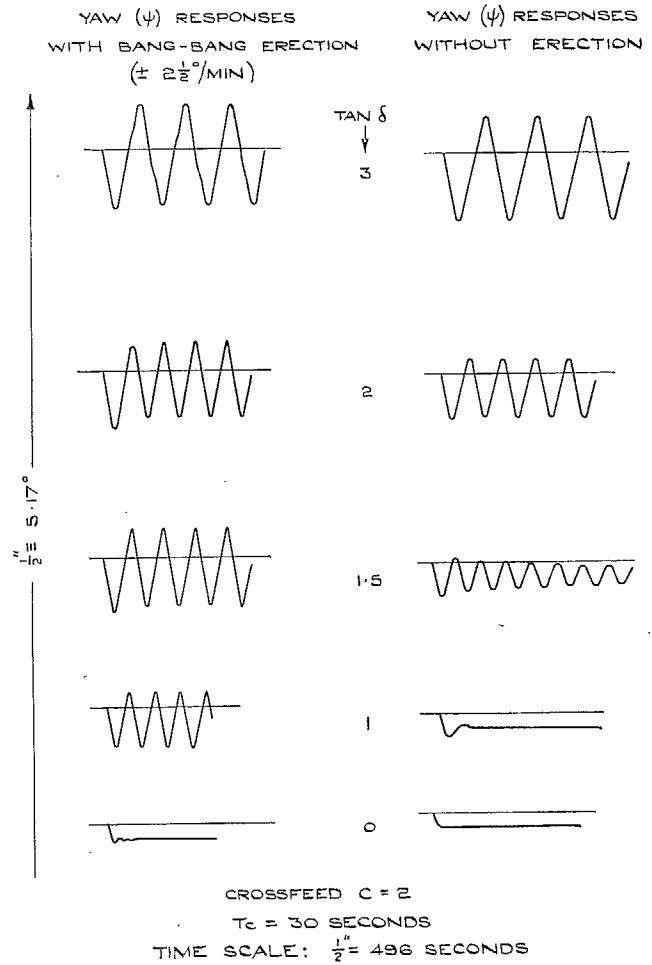 YAW (ψ) RESPONSES
WITH BANG-BANG ERECTION
(± 2½°/MIN)
YAW (ψ) RESPONSES
WITHOUT ERECTION
TAN δ
3
2
1·5
1
0
½" ≡ 5·17°
CROSSFEED C = 2
Tc = 30 SECONDS
TIME SCALE: ½" = 496 SECONDS